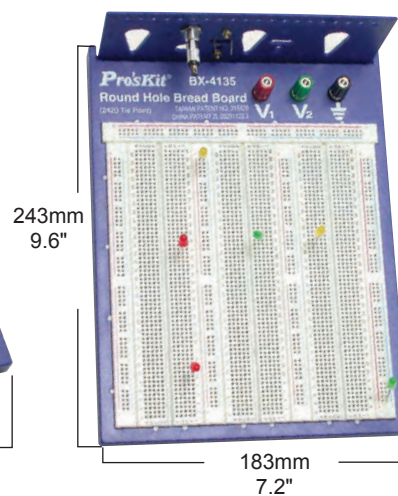 Pro'sKit® BX-4135
Round Hole Bread Board
(2420 Tie Point)
V1 V2
243mm
9.6"
183mm
7.2"